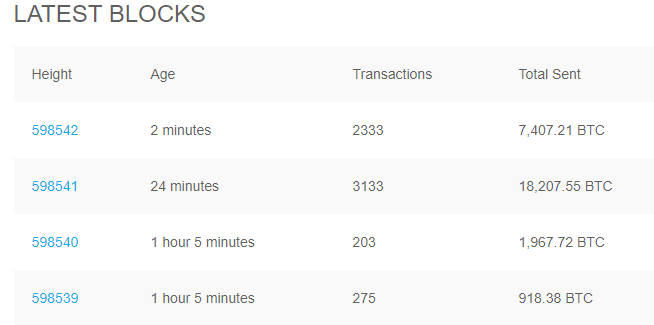 LATEST BLOCKS
Height Age Transactions Total Sent
598542 2 minutes 2333 7,407.21 BTC
598541 24 minutes 3133 18,207.55 BTC
598540 1 hour 5 minutes 203 1,967.72 BTC
598539 1 hour 5 minutes 275 918.38 BTC